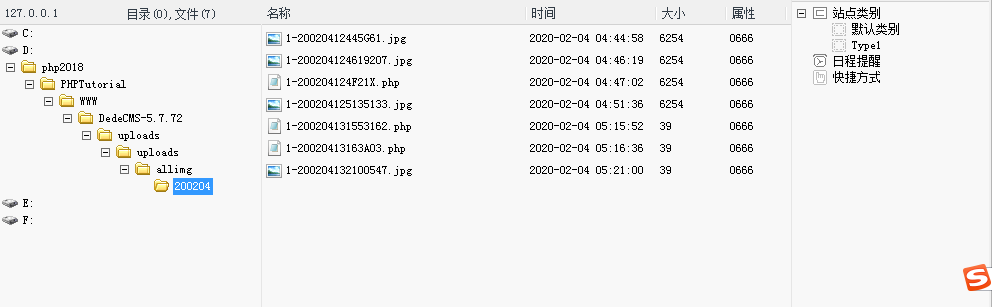 127.0.0.1 目录(0),文件(7) 名称 时间 大小 属性
C:
D:
php2018
PHPTutorial
WWW
DedeCMS-5.7.72
uploads
uploads
allimg
200204
E:
F:
1-20020412445G61.jpg 2020-02-04 04:44:58 6254 0666
1-200204124619207.jpg 2020-02-04 04:46:19 6254 0666
1-200204124F21X.php 2020-02-04 04:47:02 6254 0666
1-200204125135133.jpg 2020-02-04 04:51:36 6254 0666
1-200204131553162.php 2020-02-04 05:15:52 39 0666
1-20020413163A03.php 2020-02-04 05:16:36 39 0666
1-200204132100547.jpg 2020-02-04 05:21:00 39 0666
站点类别
默认类别
Type1
日程提醒
快捷方式
S